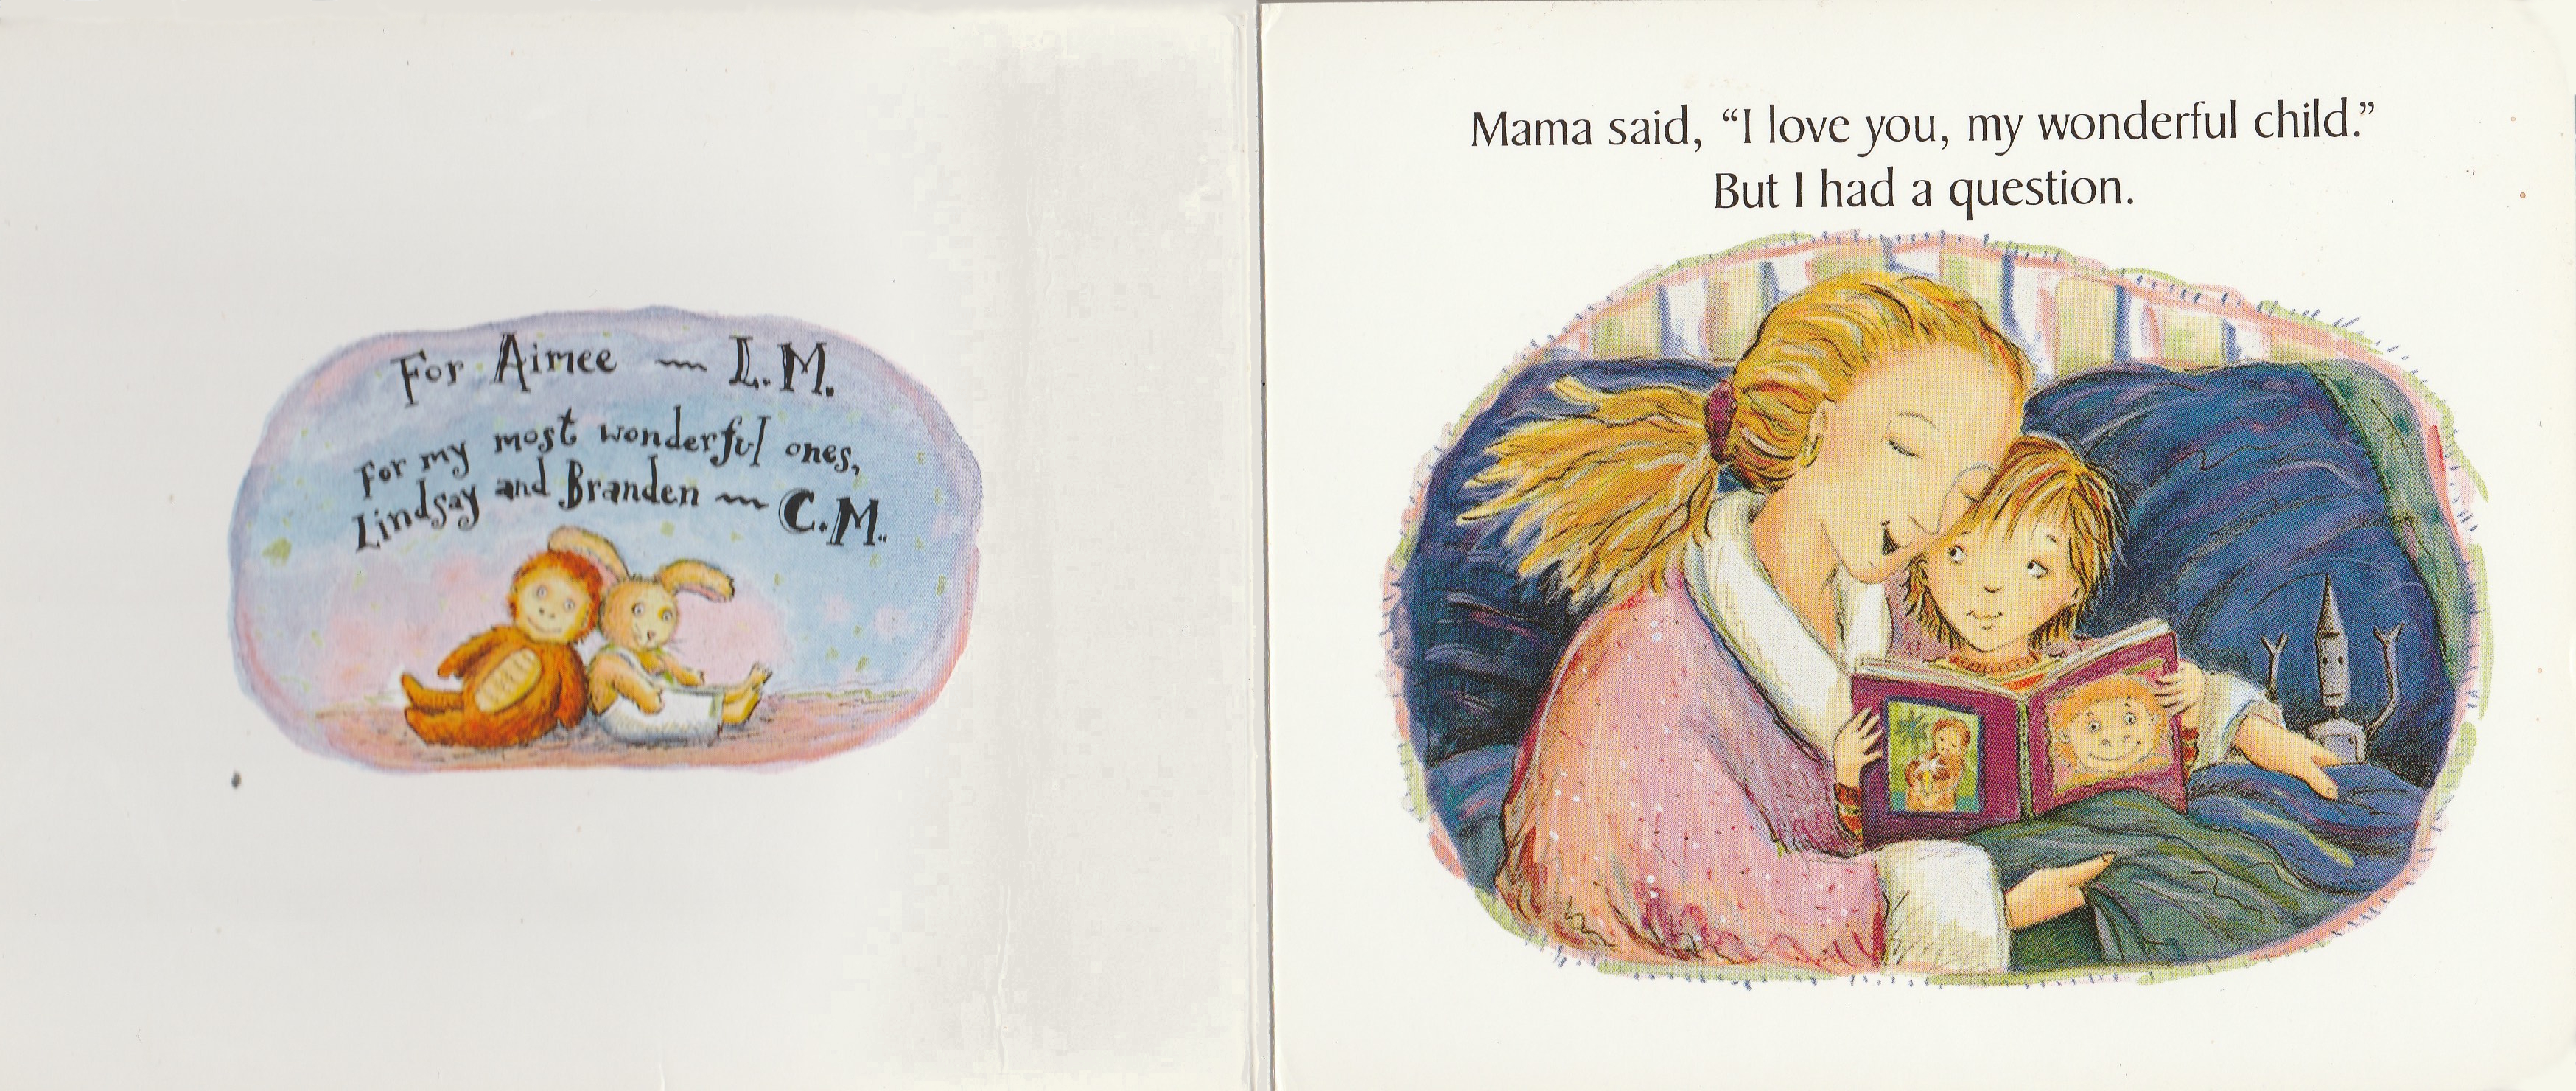 For Aimee — L.M.
For my most wonderful ones,
Lindsay and Branden — C.M.
Mama said, “I love you, my wonderful child.”
But I had a question.